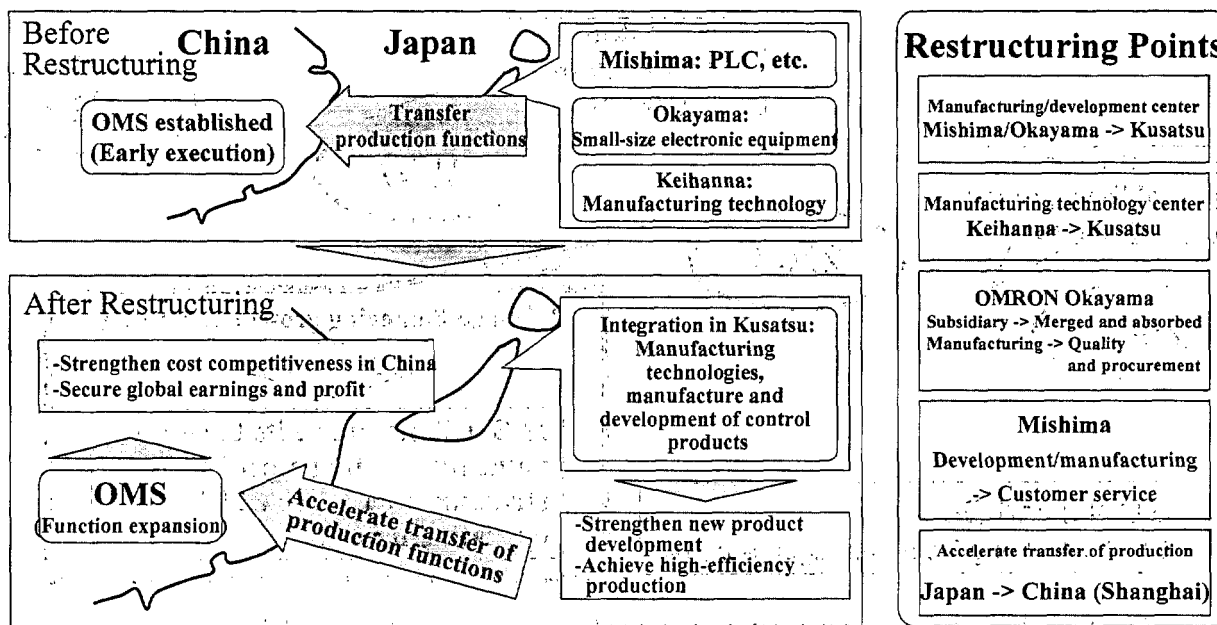 Before
Restructuring
China
Japan
OMS established
(Early execution)
Transfer
production functions
Mishima: PLC, etc.
Okayama:
Small-size electronic equipment
Keihanna:
Manufacturing technology
After Restructuring
-Strengthen cost competitiveness in China
-Secure global earnings and profit
OMS
(Function expansion)
Accelerate transfer of
production functions
Integration in Kusatsu:
Manufacturing
technologies,
manufacture and
development of control
products
-Strengthen new product
development
-Achieve high-efficiency
production
Restructuring Points
Manufacturing/development center
Mishima/Okayama -> Kusatsu
Manufacturing technology center
Keihanna -> Kusatsu
OMRON Okayama
Subsidiary -> Merged and absorbed
Manufacturing -> Quality
and procurement
Mishima
Development/manufacturing
-> Customer service
Accelerate transfer of production
Japan -> China (Shanghai)